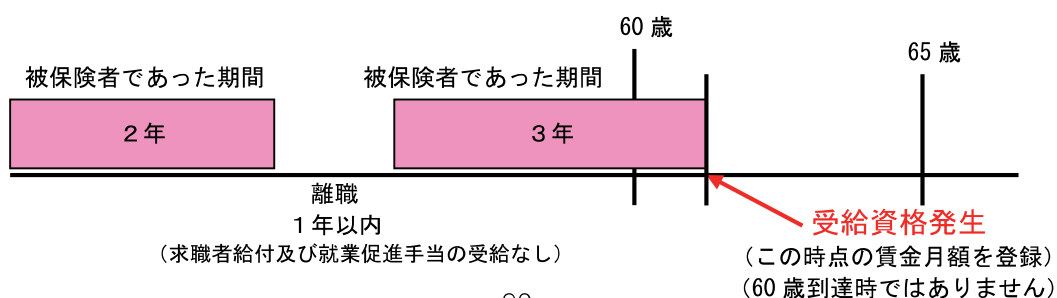 60 歳
65 歳
被保険者であった期間
被保険者であった期間
２年
３年
離職
１年以内
（求職者給付及び就業促進手当の受給なし）
受給資格発生
（この時点の賃金月額を登録）
（60 歳到達時ではありません）